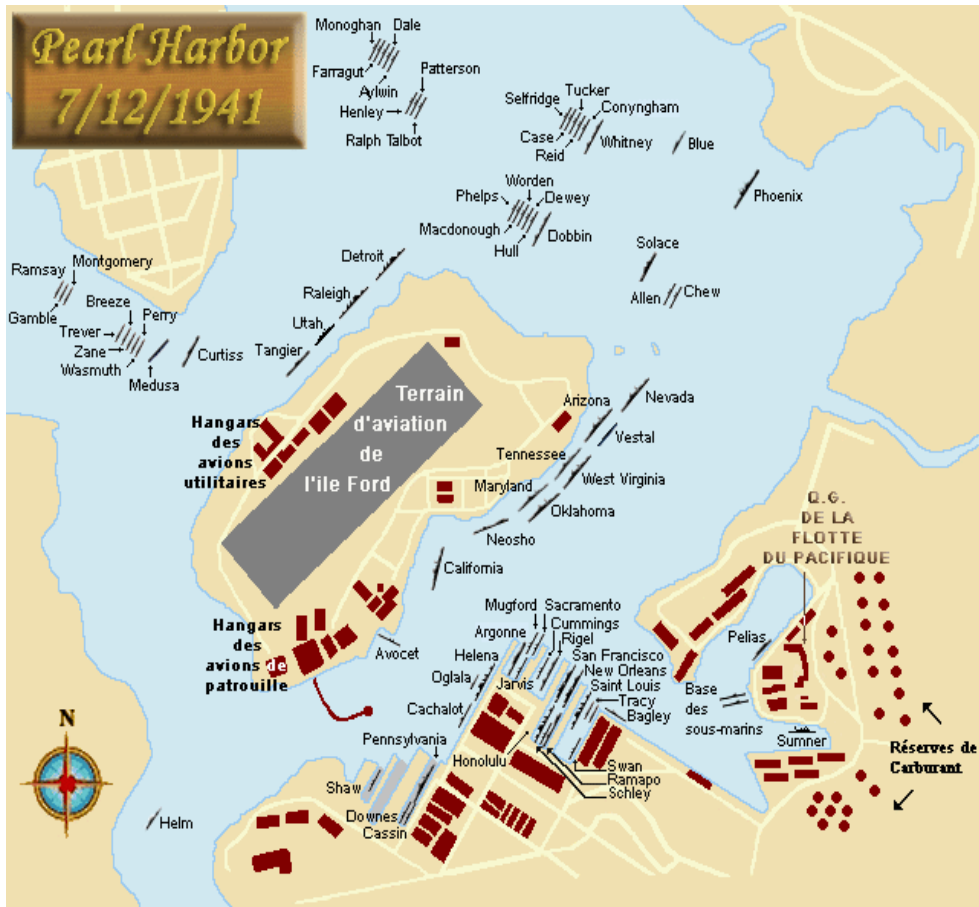 Pearl Harbor
7/12/1941
Monoghan
Dale
Farragut
Aylwin
Patterson
Henley
Ralph Talbot
Tucker
Selfridge
Conyngham
Case
Reid
Whitney
Blue
Phoenix
Worden
Phelps
Dewey
Macdonough
Hull
Dobbin
Solace
Allen
Chew
Detroit
Raleigh
Utah
Tangier
Ramsay
Montgomery
Gamble
Breeze
Perry
Trever
Zane
Wasmuth
Medusa
Curtiss
Terrain
d'aviation
de
l'ile Ford
Hangars
des
avions
utilitaires
Arizona
Nevada
Vestal
Tennessee
West Virginia
Maryland
Oklahoma
Neosho
California
Q.G.
DE LA
FLOTTE
DU PACIFIQUE
Hangars
des
avions de
patrouille
Avocet
Mugford
Sacramento
Argonne
Cummings
Rigel
Helena
San Francisco
Oglala
Jarvis
New Orleans
Saint Louis
Tracy
Cachalot
Bagley
Pelias
Base
des
sous-marins
Sumner
Réserves de
Carburant
Pennsylvania
Honolulu
Swan
Ramapo
Schley
Shaw
Downes
Cassin
Helm
N